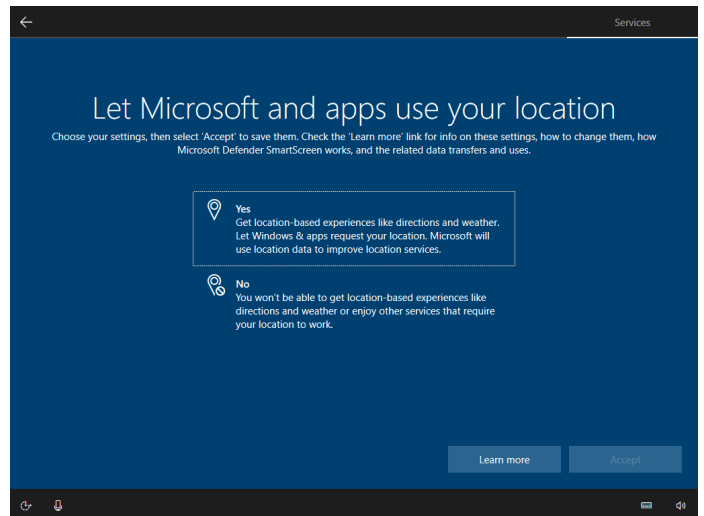 Services
Let Microsoft and apps use your location
Choose your settings, then select 'Accept' to save them. Check the 'Learn more' link for info on these settings, how to change them, how
Microsoft Defender SmartScreen works, and the related data transfers and uses.
Yes
Get location-based experiences like directions and weather.
Let Windows & apps request your location. Microsoft will
use location data to improve location services.
No
You won't be able to get location-based experiences like
directions and weather or enjoy other services that require
your location to work.
Learn more
Accept